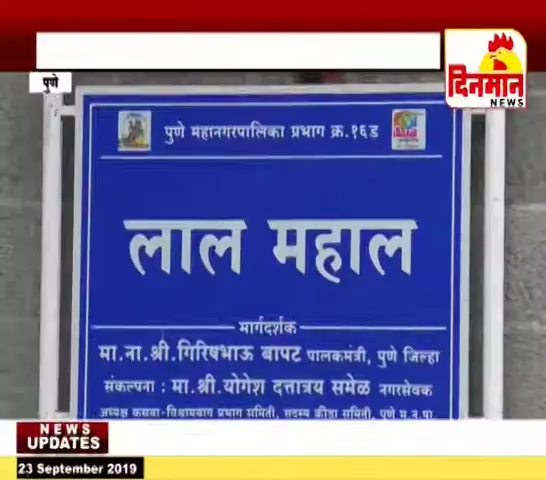 पुणे
दिनमान
NEWS
पुणे महानगरपालिका प्रभाग क्र.१६ड
लाल महाल
मार्गदर्शक
मा.ना.श्री.गिरिषभाऊ बापट पालकमंत्री, पुणे जिल्हा
संकल्पना : मा.श्री.योगेश दत्तात्रय समेळ नगरसेवक
अध्यक्ष कसबा-विश्रामबाग प्रभाग समिती, सदस्य क्रीडा समिती, पुणे म.न.पा.
NEWS
UPDATES
23 September 2019